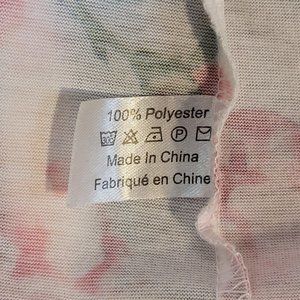 100% Polyester
Made in China
Fabriqué en Chine